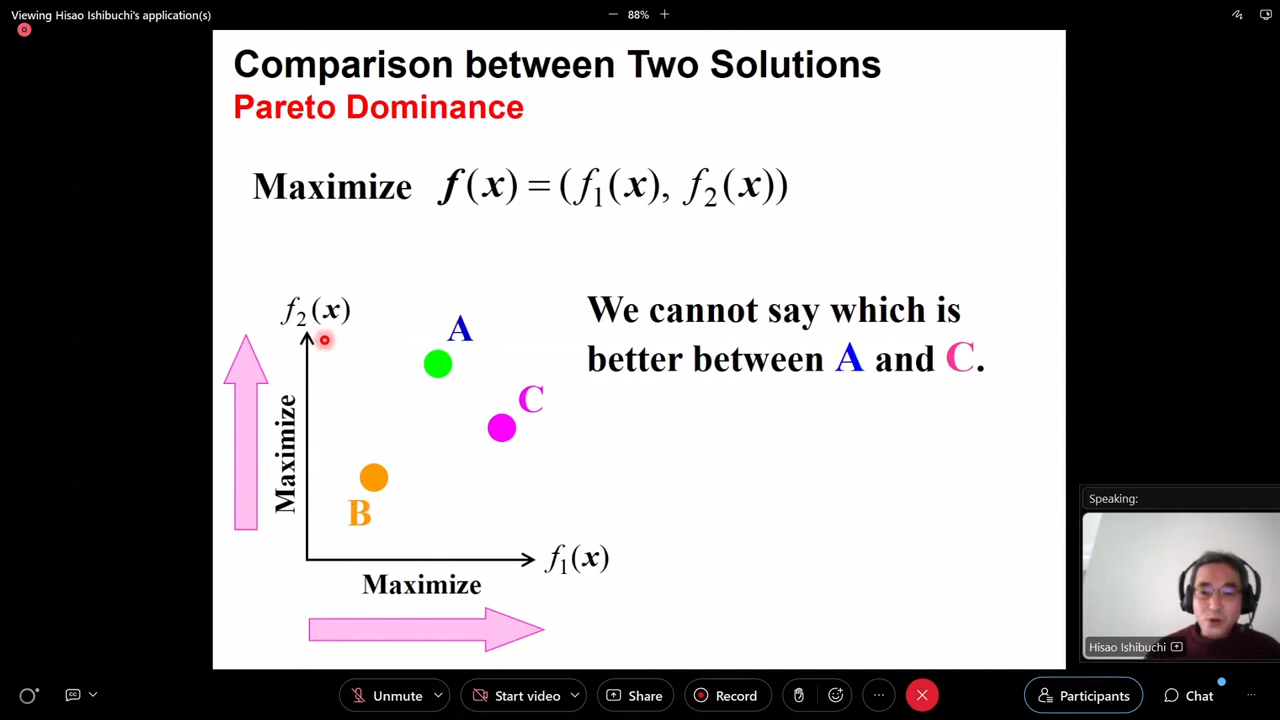 Viewing Hisao Ishibuchi's application(s)
— 88% +
Comparison between Two Solutions
Pareto Dominance
Maximize f(x) = (f₁(x), f₂(x))
f₂(x)
A
We cannot say which is
better between A and C.
C
Maximize
B
f₁(x)
Maximize
Speaking:
Hisao Ishibuchi
CC
Unmute
Start video
Share
Record
Participants
Chat